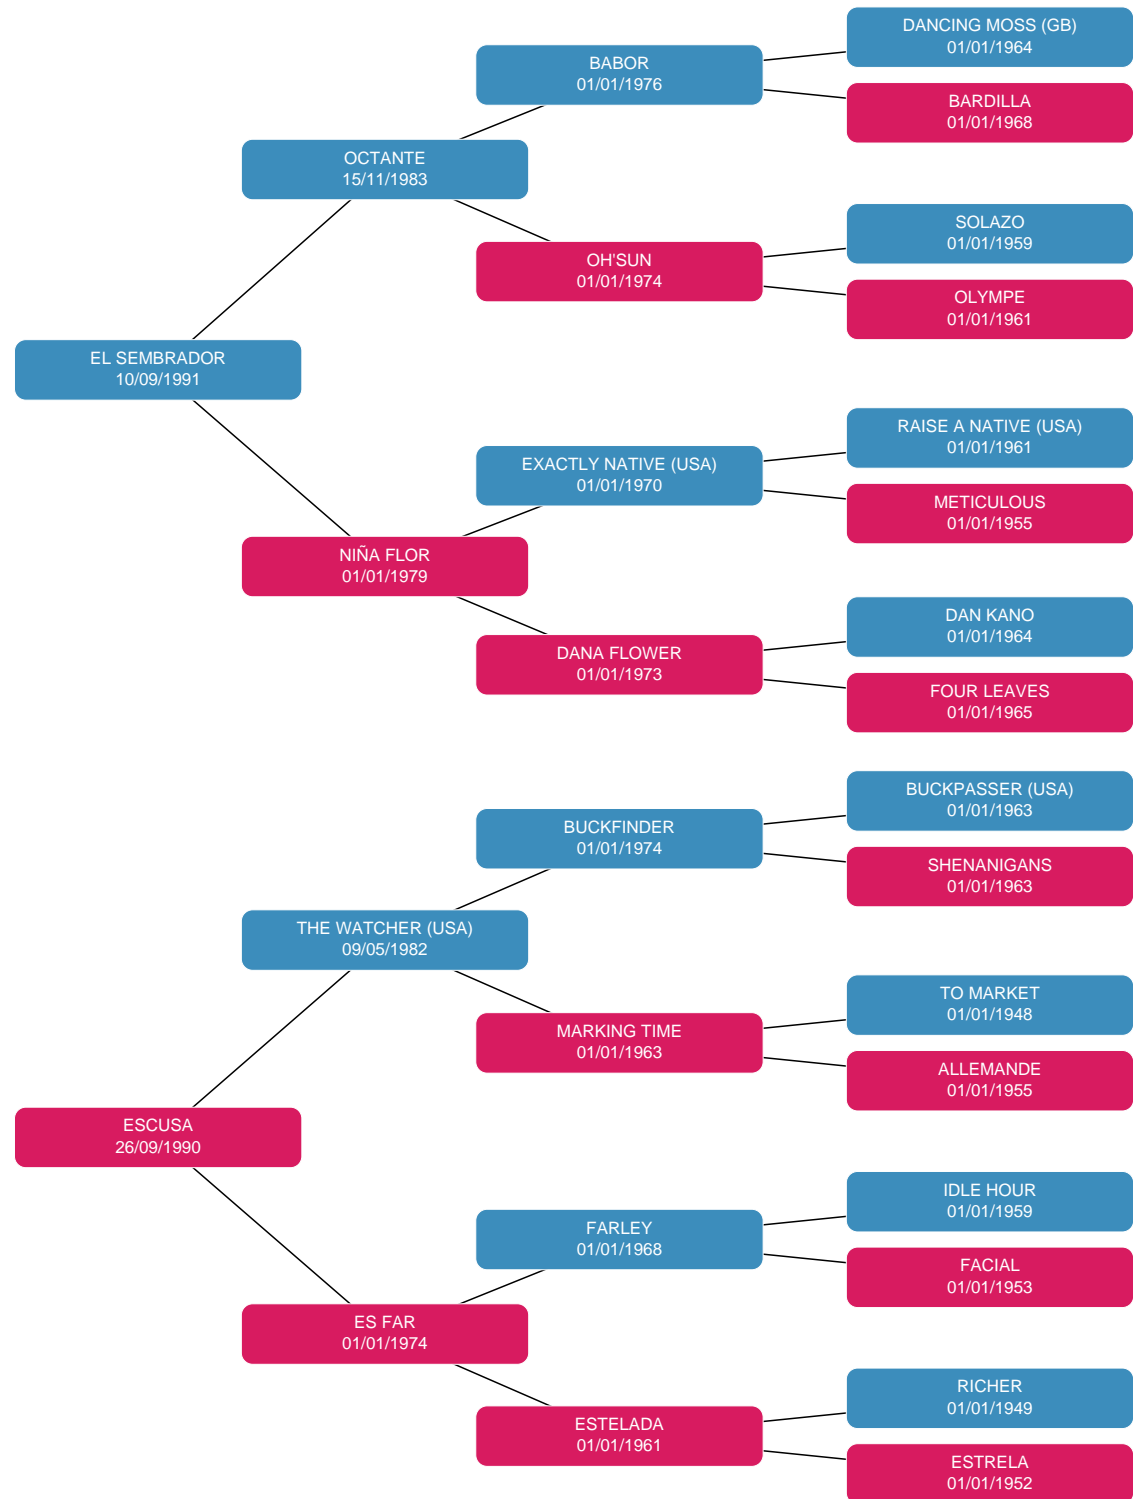 DANCING MOSS (GB)
01/01/1964
BABOR
01/01/1976
BARDILLA
01/01/1968
OCTANTE
15/11/1983
SOLAZO
01/01/1959
OH'SUN
01/01/1974
OLYMPE
01/01/1961
EL SEMBRADOR
10/09/1991
RAISE A NATIVE (USA)
01/01/1961
EXACTLY NATIVE (USA)
01/01/1970
METICULOUS
01/01/1955
NIÑA FLOR
01/01/1979
DAN KANO
01/01/1964
DANA FLOWER
01/01/1973
FOUR LEAVES
01/01/1965
BUCKPASSER (USA)
01/01/1963
BUCKFINDER
01/01/1974
SHENANIGANS
01/01/1963
THE WATCHER (USA)
09/05/1982
TO MARKET
01/01/1948
MARKING TIME
01/01/1963
ALLEMANDE
01/01/1955
ESCUSA
26/09/1990
IDLE HOUR
01/01/1959
FARLEY
01/01/1968
FACIAL
01/01/1953
ES FAR
01/01/1974
RICHER
01/01/1949
ESTELADA
01/01/1961
ESTRELA
01/01/1952